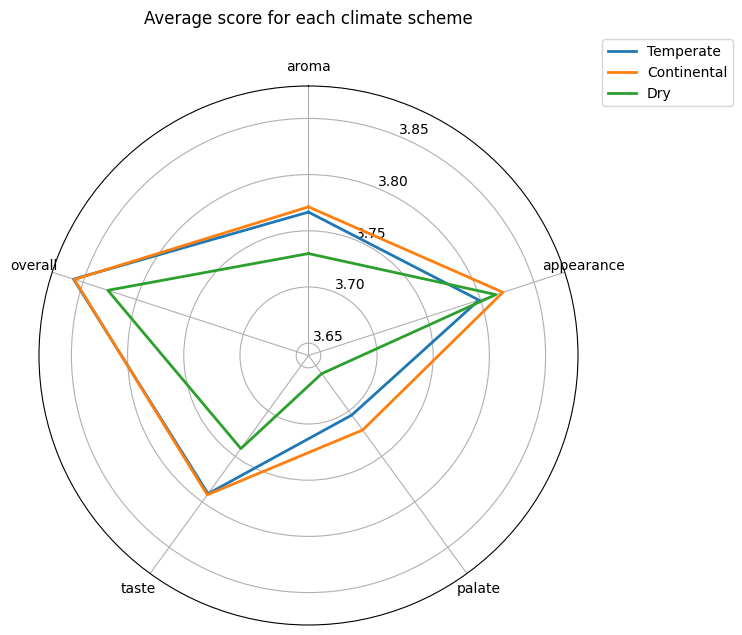 Average score for each climate scheme
Temperate
Continental
Dry
aroma
3.85
3.80
3.75
overall
appearance
3.70
3.65
taste
palate